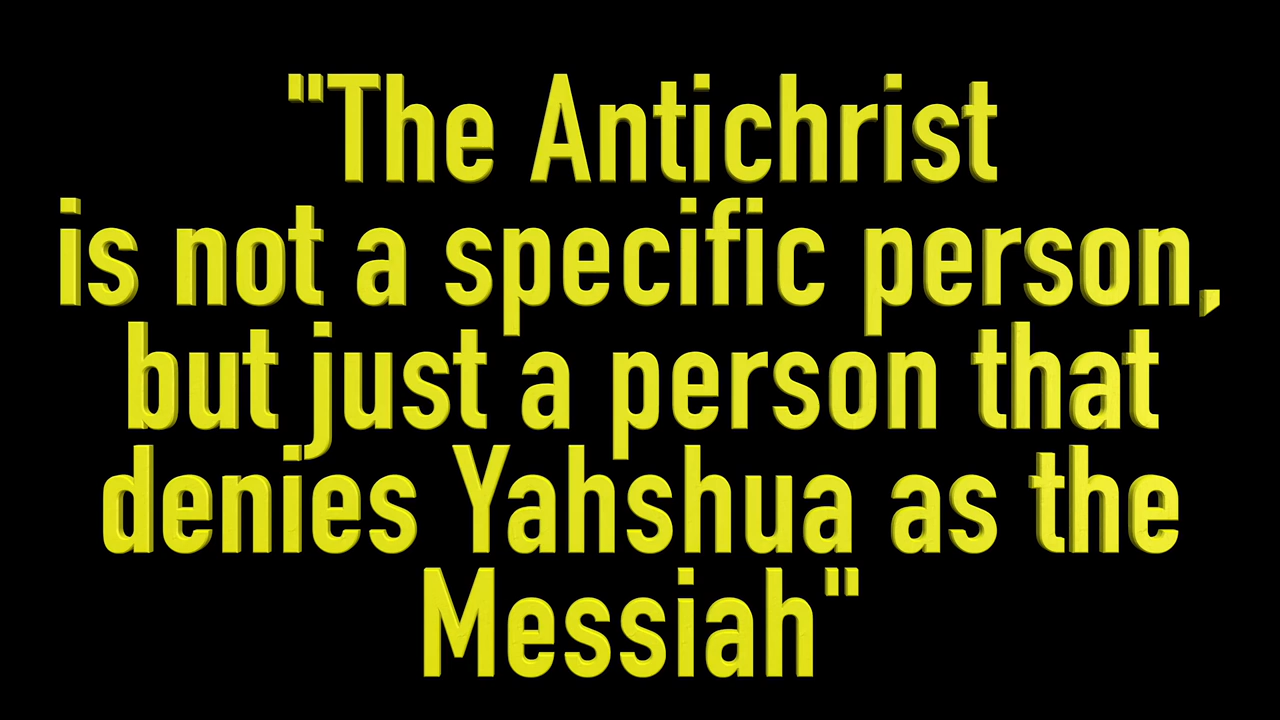 "The Antichrist
is not a specific person,
but just a person that
denies Yahshua as the
Messiah"